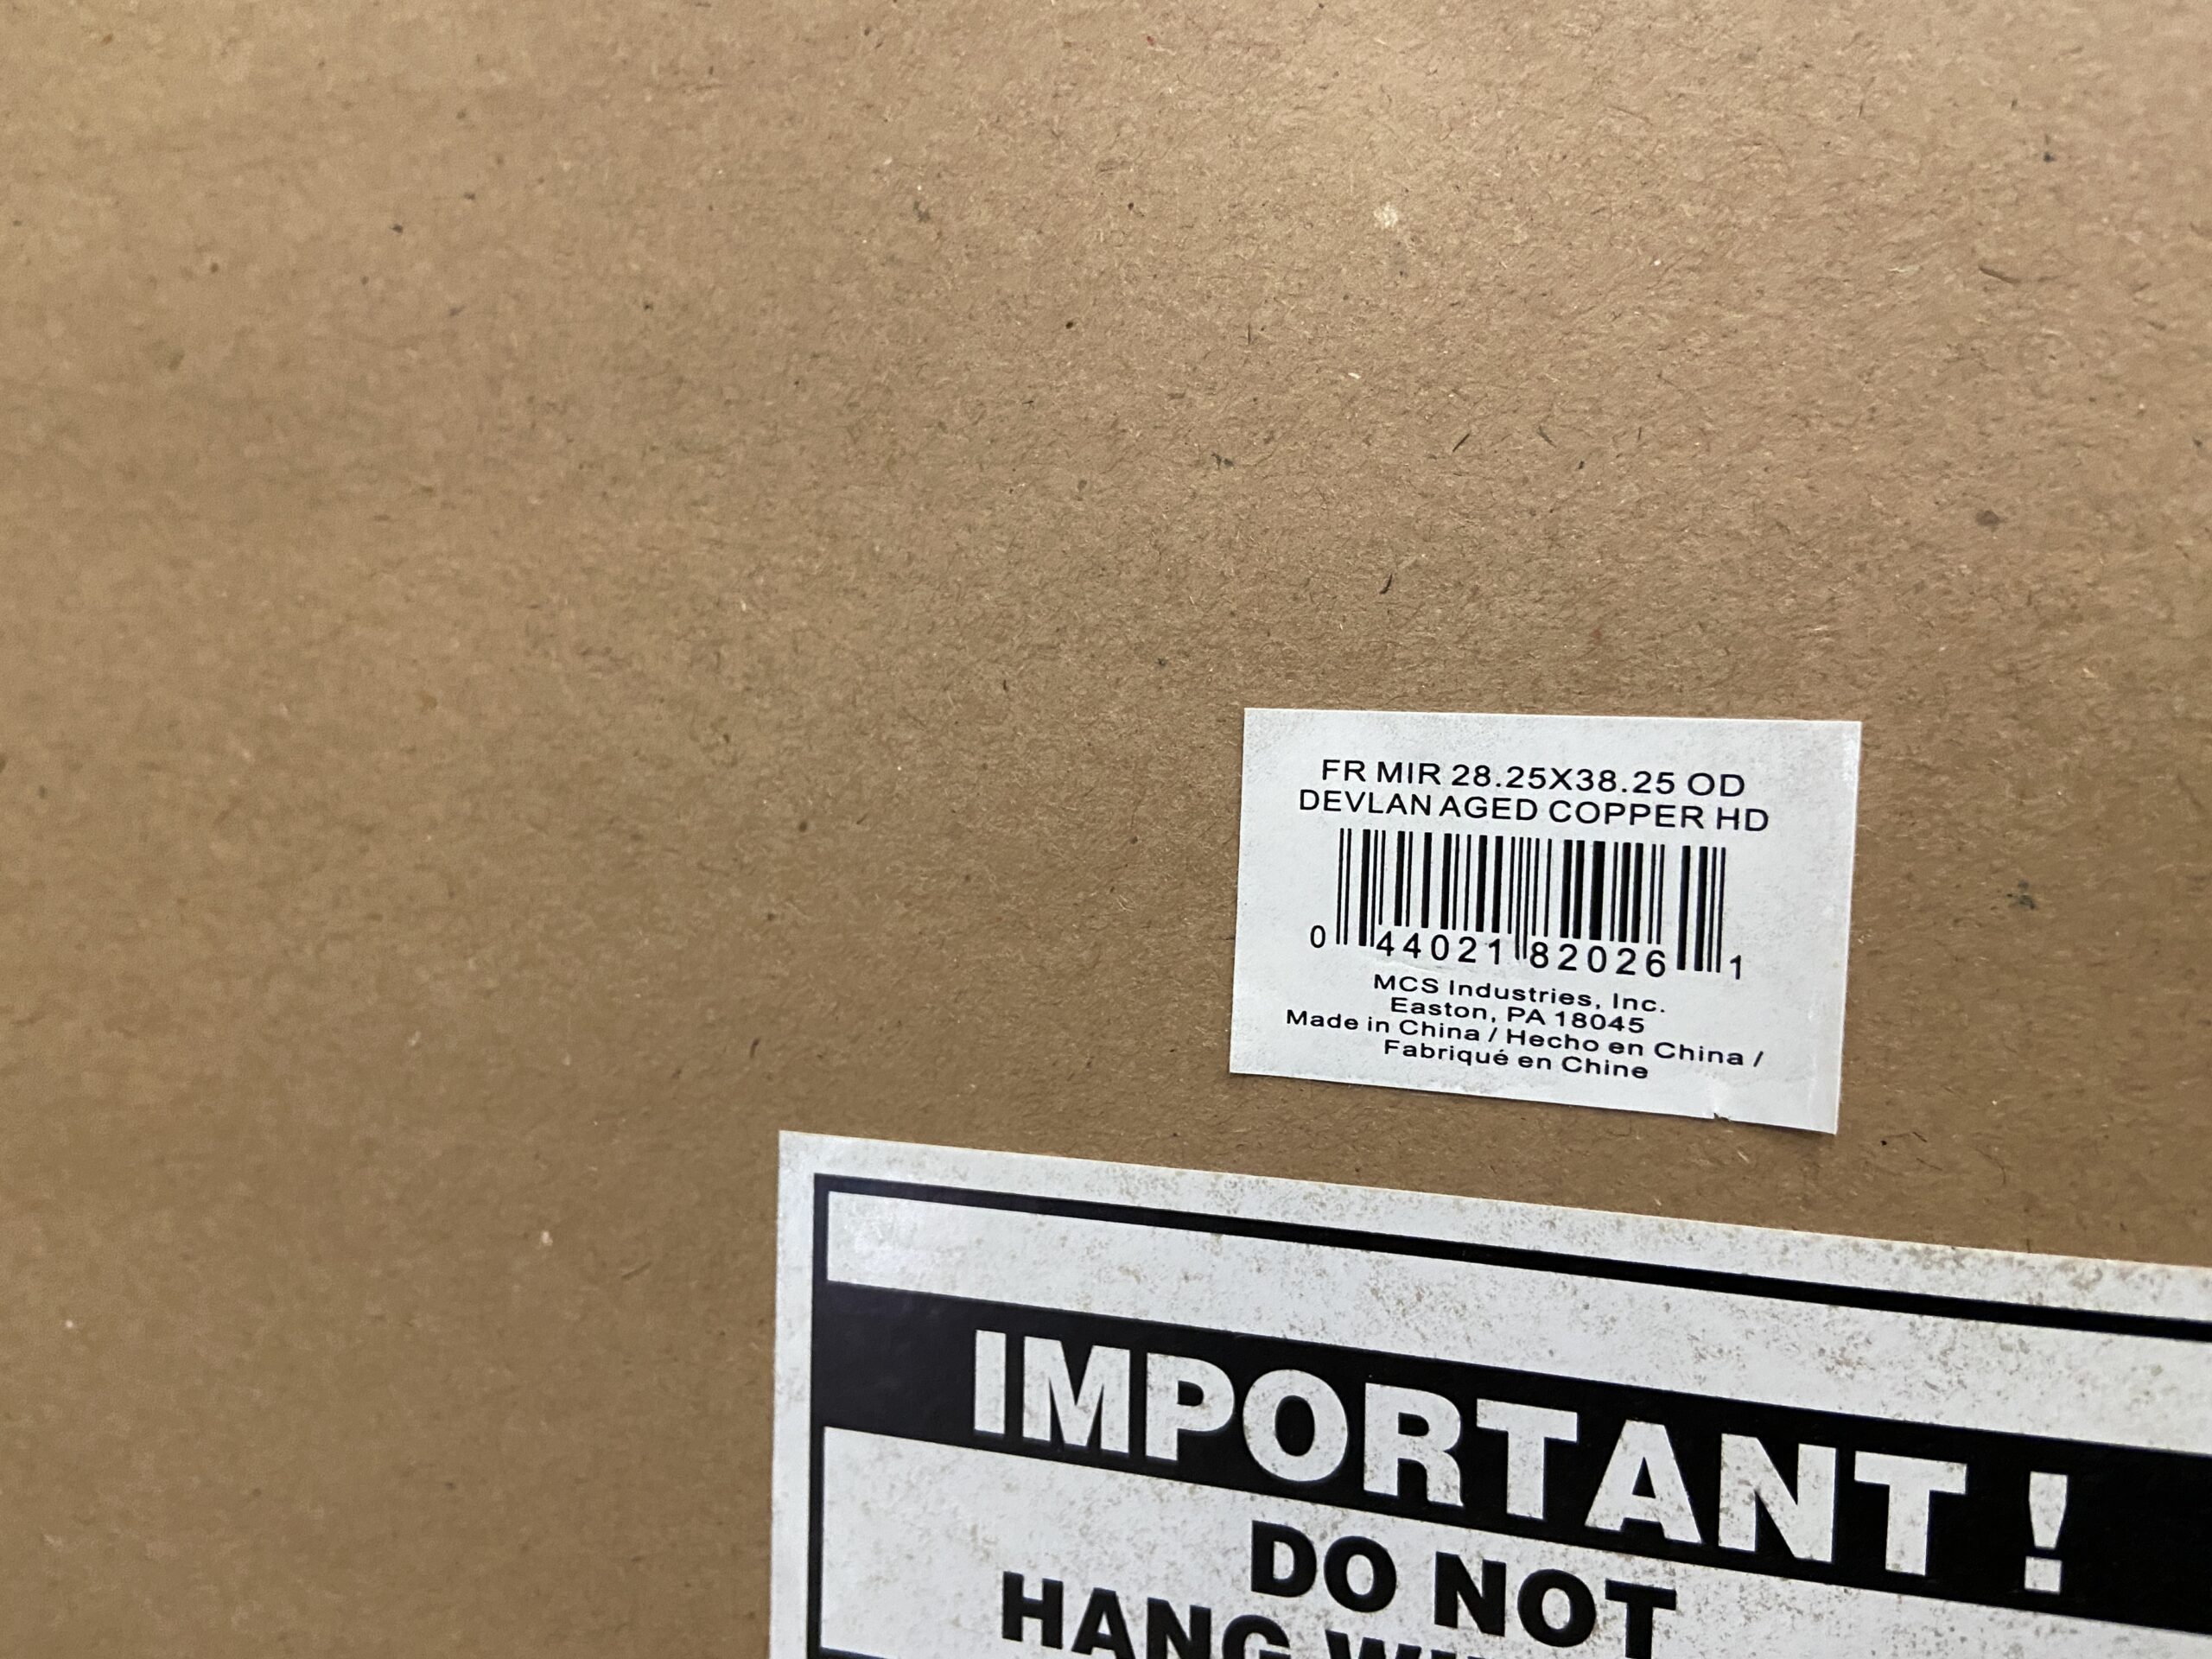 FR MIR 28.25X38.25 OD
DEVLAN AGED COPPER HD
0 44021 82026 1
MCS Industries, Inc.
Easton, PA 18045
Made in China / Hecho en China /
Fabriqué en Chine
IMPORTANT !
DO NOT
HANG